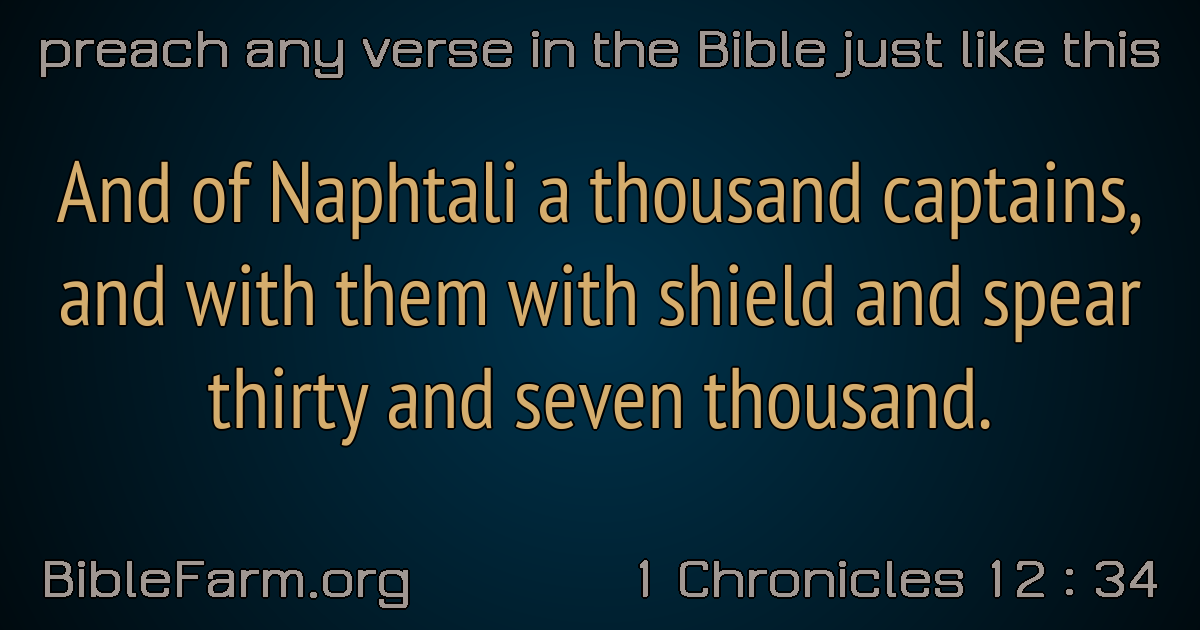 preach any verse in the Bible just like this
And of Naphtali a thousand captains,
and with them with shield and spear
thirty and seven thousand.
BibleFarm.org
1 Chronicles 12 : 34